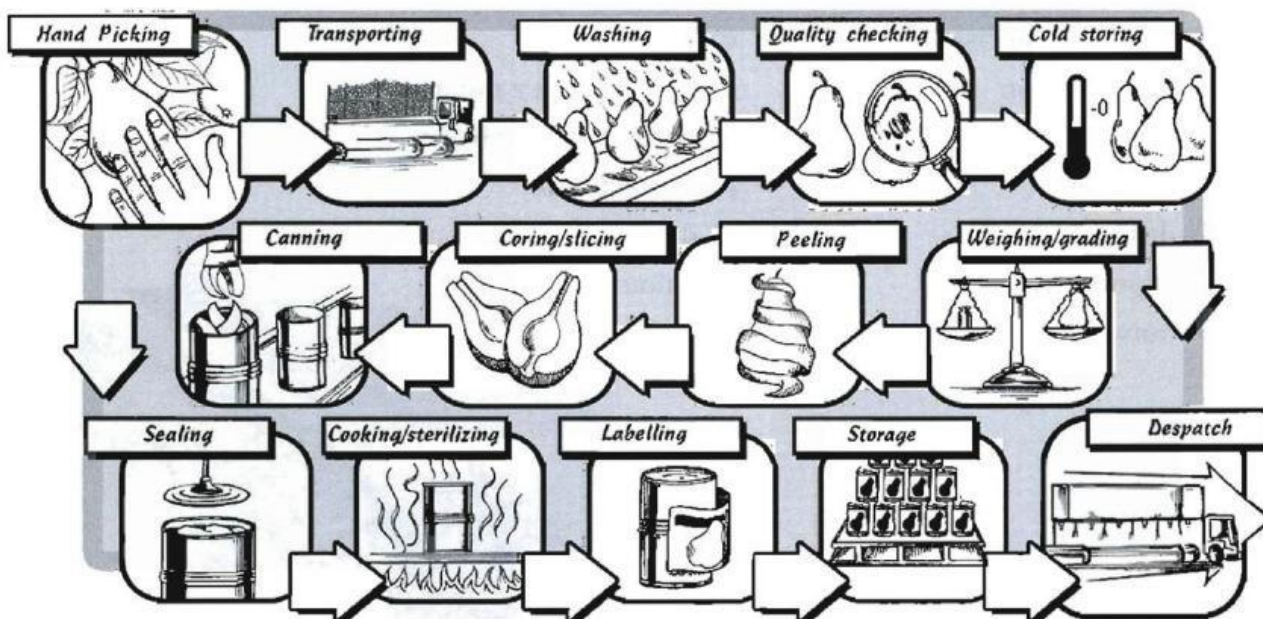 Hand Picking
Transporting
Washing
Quality checking
Cold storing
-0
Canning
Coring/slicing
Peeling
Weighing/grading
Sealing
Cooking/sterilizing
Labelling
Storage
Despatch